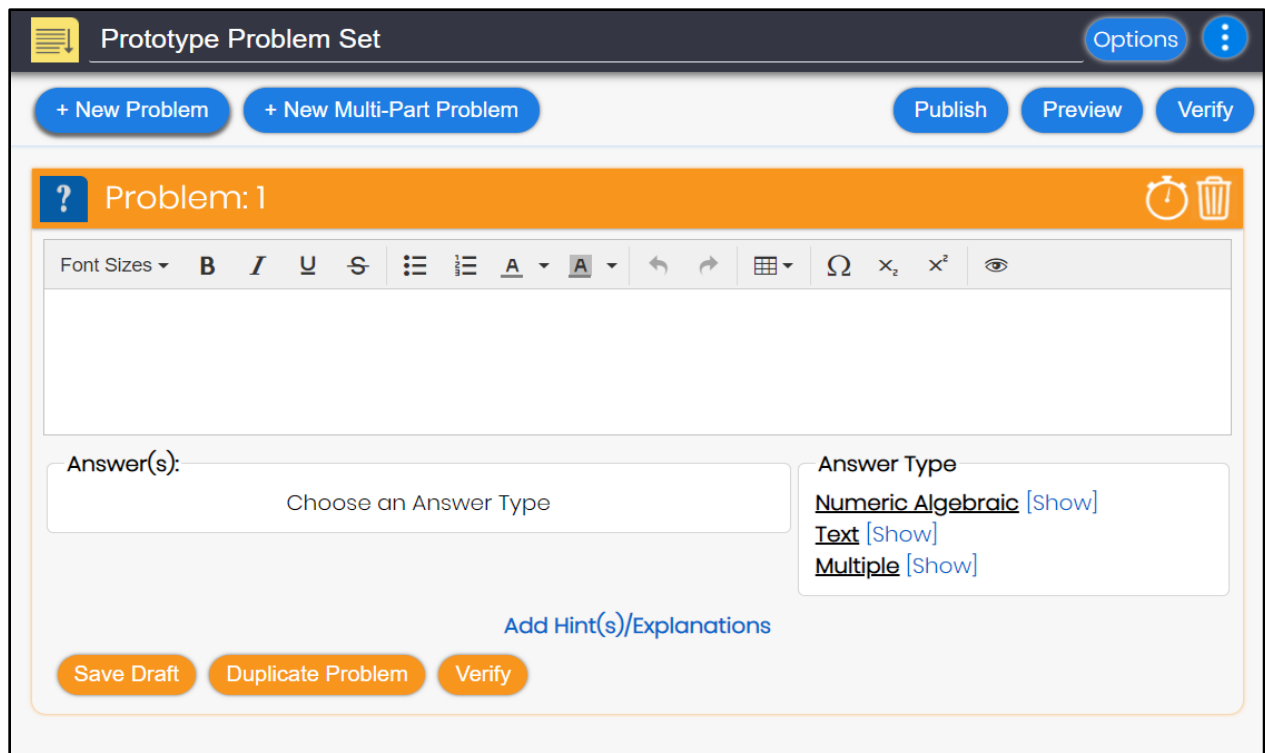 Prototype Problem Set
Options
+ New Problem
+ New Multi-Part Problem
Publish
Preview
Verify
? Problem: 1
Font Sizes B I U S A A Ω x₂ x²
Answer(s):
Choose an Answer Type
Answer Type
Numeric Algebraic [Show]
Text [Show]
Multiple [Show]
Add Hint(s)/Explanations
Save Draft
Duplicate Problem
Verify